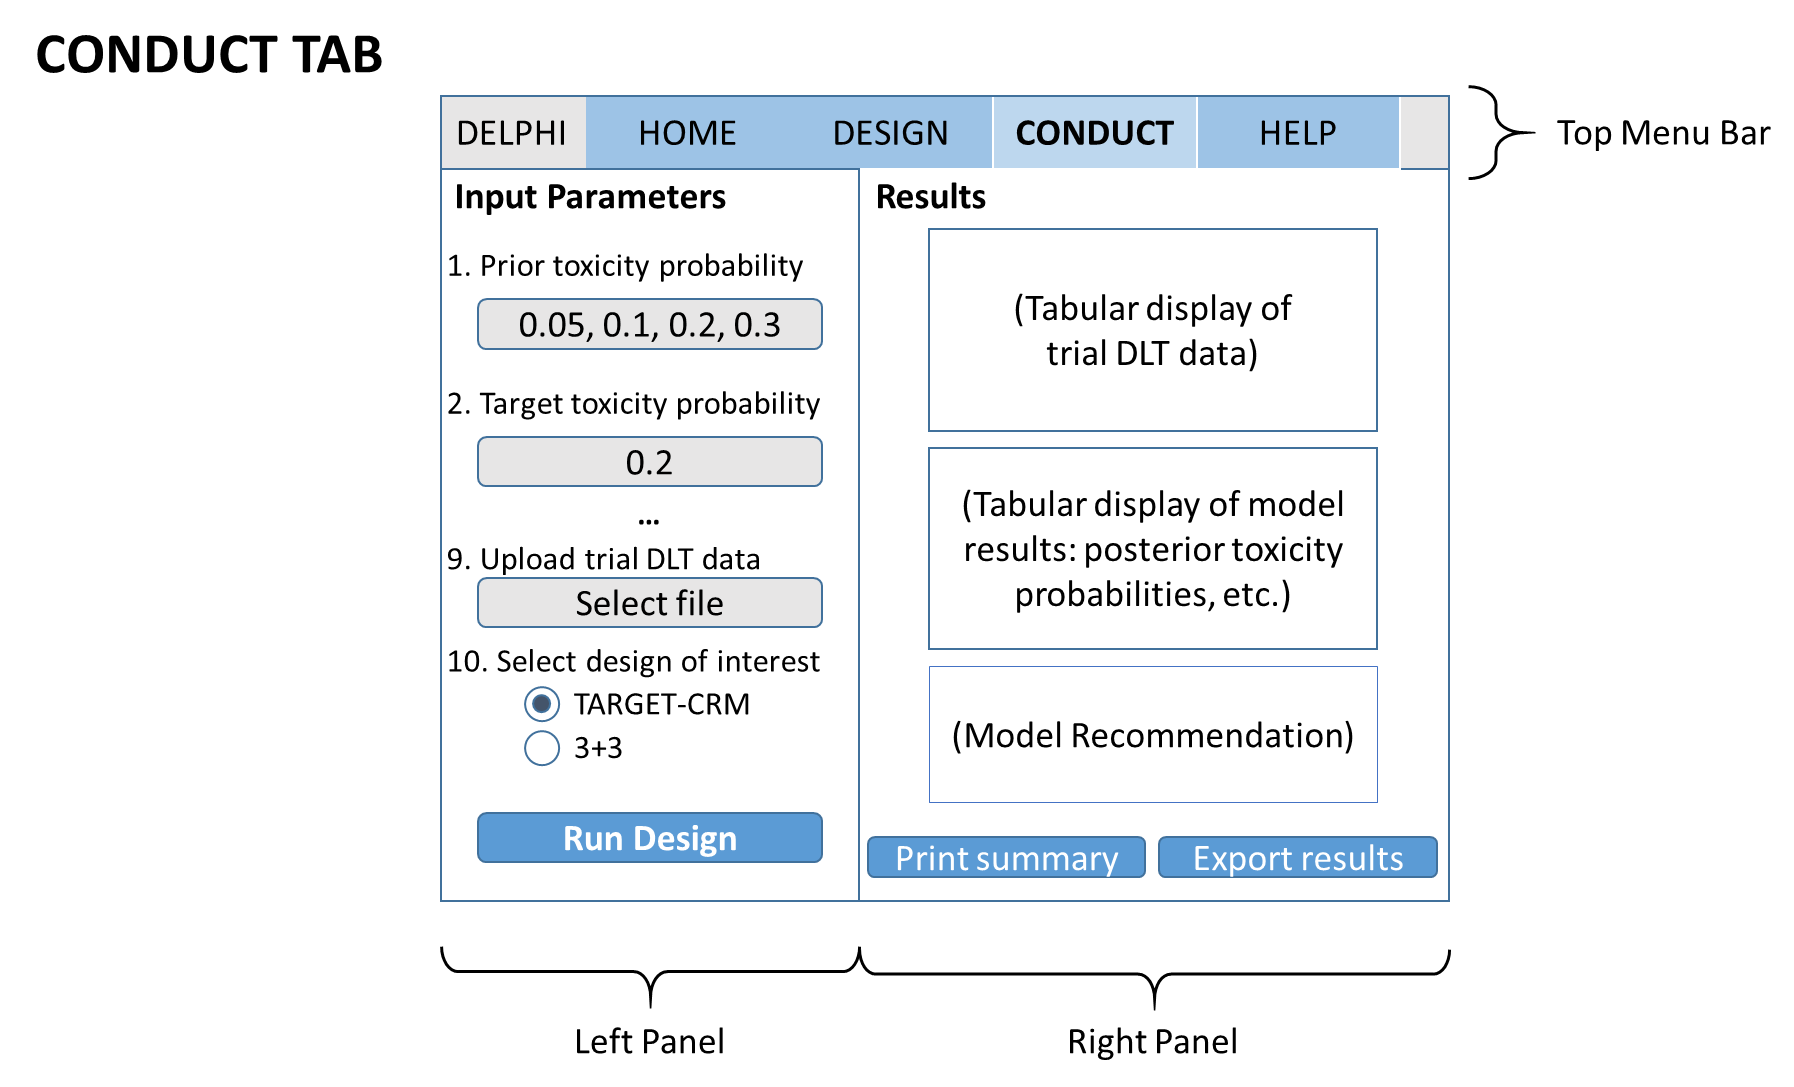 CONDUCT TAB
DELPHI HOME DESIGN CONDUCT HELP
Top Menu Bar
Input Parameters
1. Prior toxicity probability
0.05, 0.1, 0.2, 0.3
2. Target toxicity probability
0.2
...
9. Upload trial DLT data
Select file
10. Select design of interest
TARGET-CRM
3+3
Run Design
Results
(Tabular display of
trial DLT data)
(Tabular display of model
results: posterior toxicity
probabilities, etc.)
(Model Recommendation)
Print summary
Export results
Left Panel
Right Panel